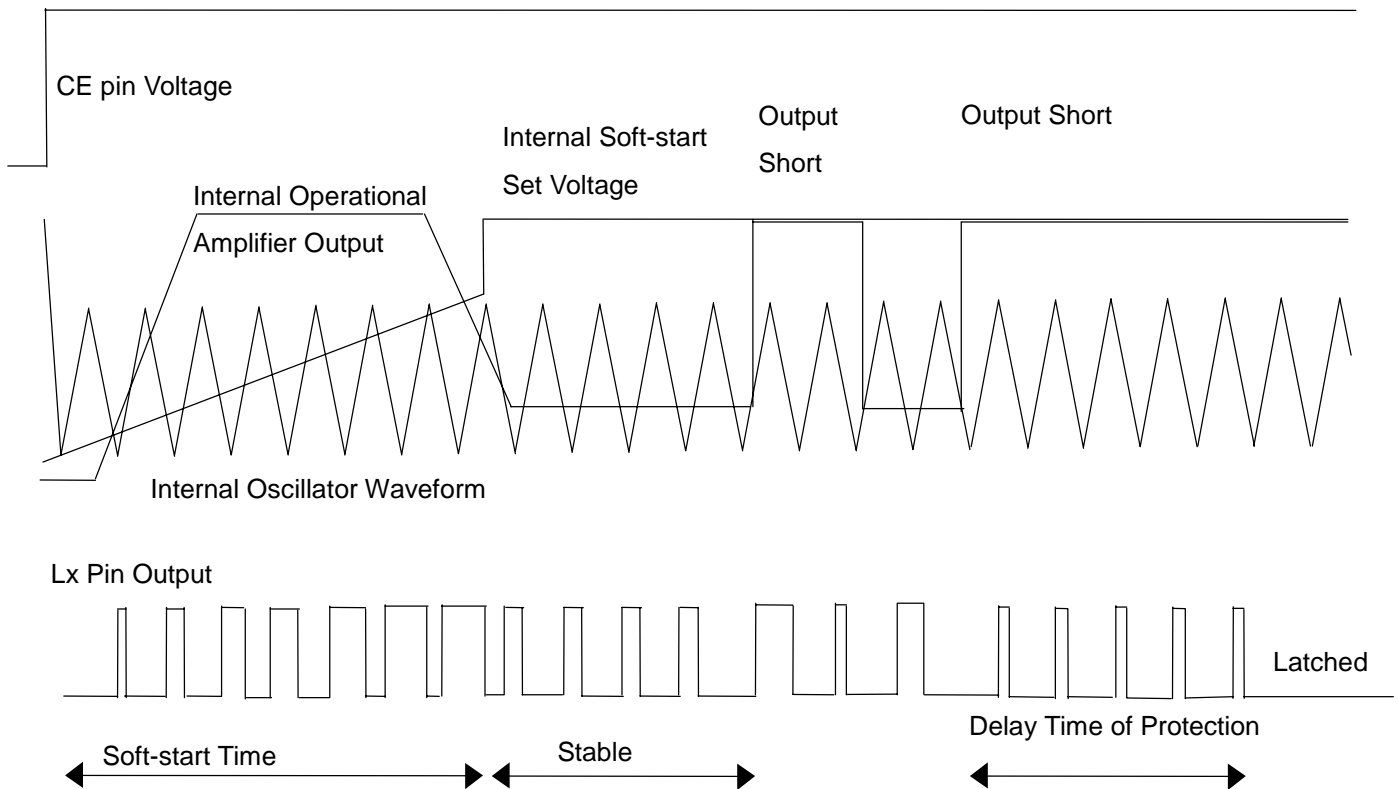 CE pin Voltage
Internal Soft-start
Set Voltage
Output
Short
Output Short
Internal Operational
Amplifier Output
Internal Oscillator Waveform
Lx Pin Output
Latched
Delay Time of Protection
Soft-start Time
Stable